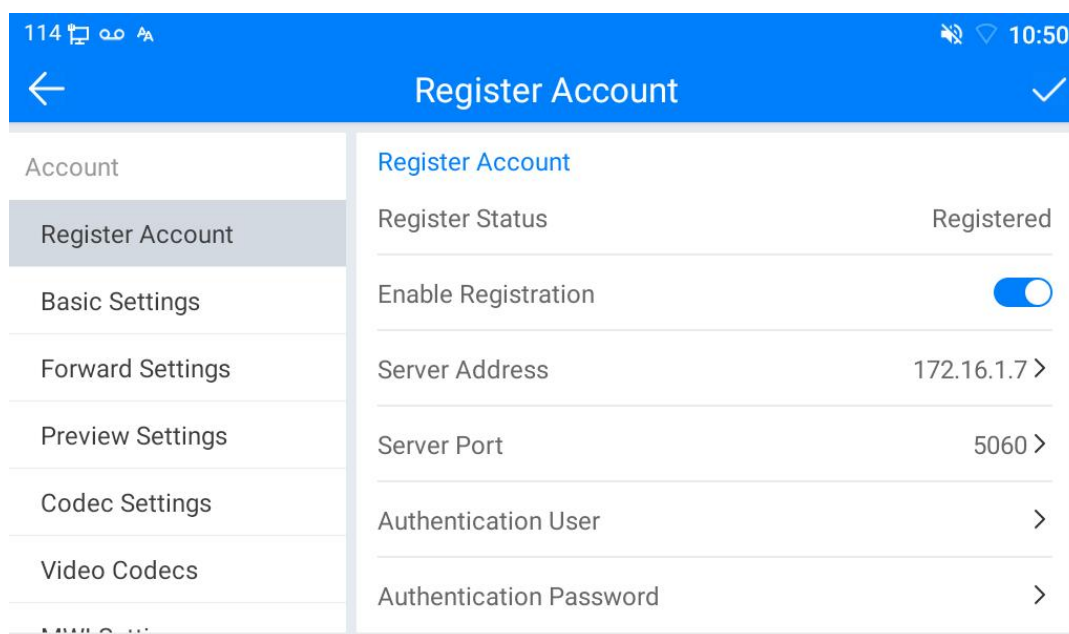 114 10:50
Register Account
Account
Register Account
Basic Settings
Forward Settings
Preview Settings
Codec Settings
Video Codecs
Register Account
Register Status Registered
Enable Registration
Server Address 172.16.1.7
Server Port 5060
Authentication User
Authentication Password